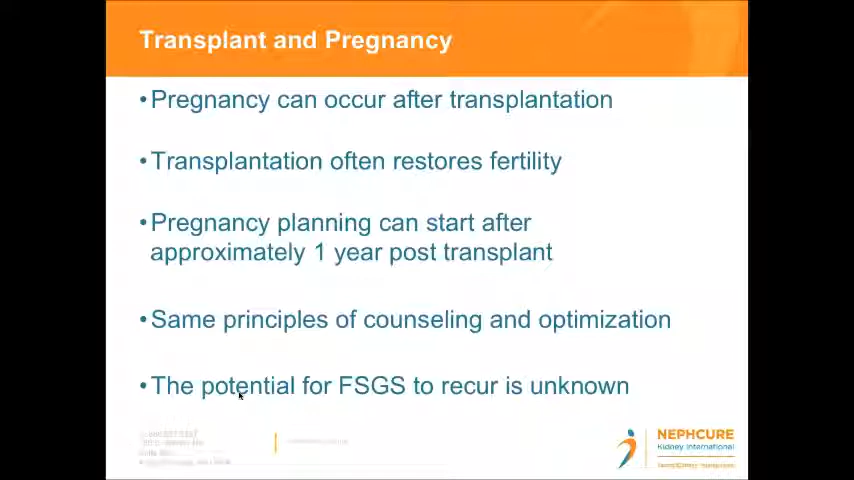 Transplant and Pregnancy
•Pregnancy can occur after transplantation
•Transplantation often restores fertility
•Pregnancy planning can start after
approximately 1 year post transplant
•Same principles of counseling and optimization
•The potential for FSGS to recur is unknown
NEPHCURE
Kidney International